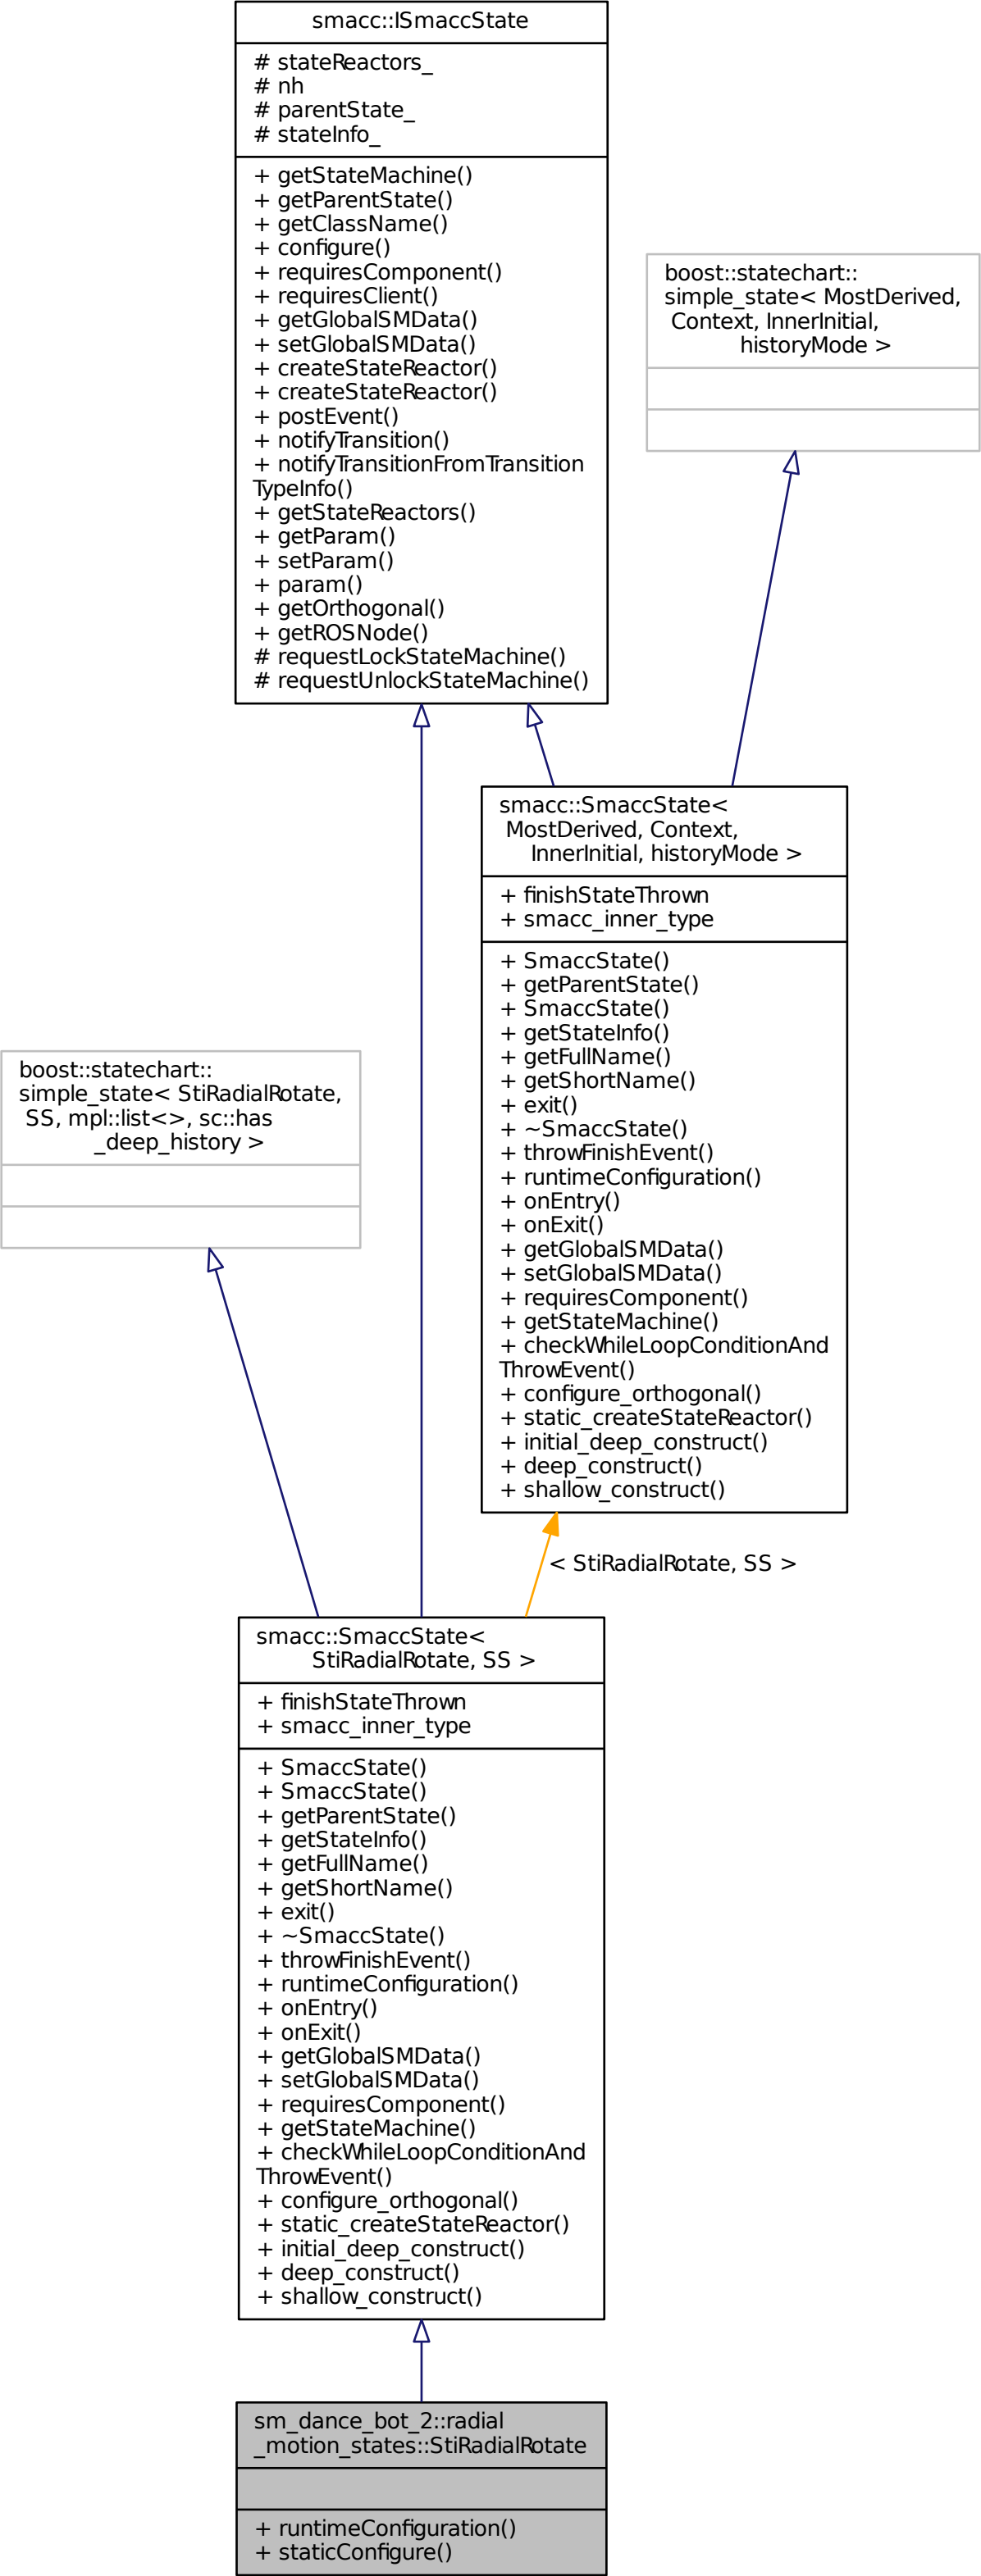 smacc::ISmaccState
# stateReactors_
# nh
# parentState_
# stateInfo_
+ getStateMachine()
+ getParentState()
+ getClassName()
+ configure()
+ requiresComponent()
+ requiresClient()
+ getGlobalSMData()
+ setGlobalSMData()
+ createStateReactor()
+ createStateReactor()
+ postEvent()
+ notifyTransition()
+ notifyTransitionFromTransition
TypeInfo()
+ getStateReactors()
+ getParam()
+ setParam()
+ param()
+ getOrthogonal()
+ getROSNode()
# requestLockStateMachine()
# requestUnlockStateMachine()
boost::statechart::
simple_state< MostDerived,
Context, InnerInitial,
historyMode >
smacc::SmaccState<
MostDerived, Context,
InnerInitial, historyMode >
+ finishStateThrown
+ smacc_inner_type
+ SmaccState()
+ getParentState()
+ SmaccState()
+ getStateInfo()
+ getFullName()
+ getShortName()
+ exit()
+ ~SmaccState()
+ throwFinishEvent()
+ runtimeConfiguration()
+ onEntry()
+ onExit()
+ getGlobalSMData()
+ setGlobalSMData()
+ requiresComponent()
+ getStateMachine()
+ checkWhileLoopConditionAnd
ThrowEvent()
+ configure_orthogonal()
+ static_createStateReactor()
+ initial_deep_construct()
+ deep_construct()
+ shallow_construct()
boost::statechart::
simple_state< StiRadialRotate,
SS, mpl::list<>, sc::has
_deep_history >
< StiRadialRotate, SS >
smacc::SmaccState<
StiRadialRotate, SS >
+ finishStateThrown
+ smacc_inner_type
+ SmaccState()
+ SmaccState()
+ getParentState()
+ getStateInfo()
+ getFullName()
+ getShortName()
+ exit()
+ ~SmaccState()
+ throwFinishEvent()
+ runtimeConfiguration()
+ onEntry()
+ onExit()
+ getGlobalSMData()
+ setGlobalSMData()
+ requiresComponent()
+ getStateMachine()
+ checkWhileLoopConditionAnd
ThrowEvent()
+ configure_orthogonal()
+ static_createStateReactor()
+ initial_deep_construct()
+ deep_construct()
+ shallow_construct()
sm_dance_bot_2::radial
_motion_states::StiRadialRotate
+ runtimeConfiguration()
+ staticConfigure()